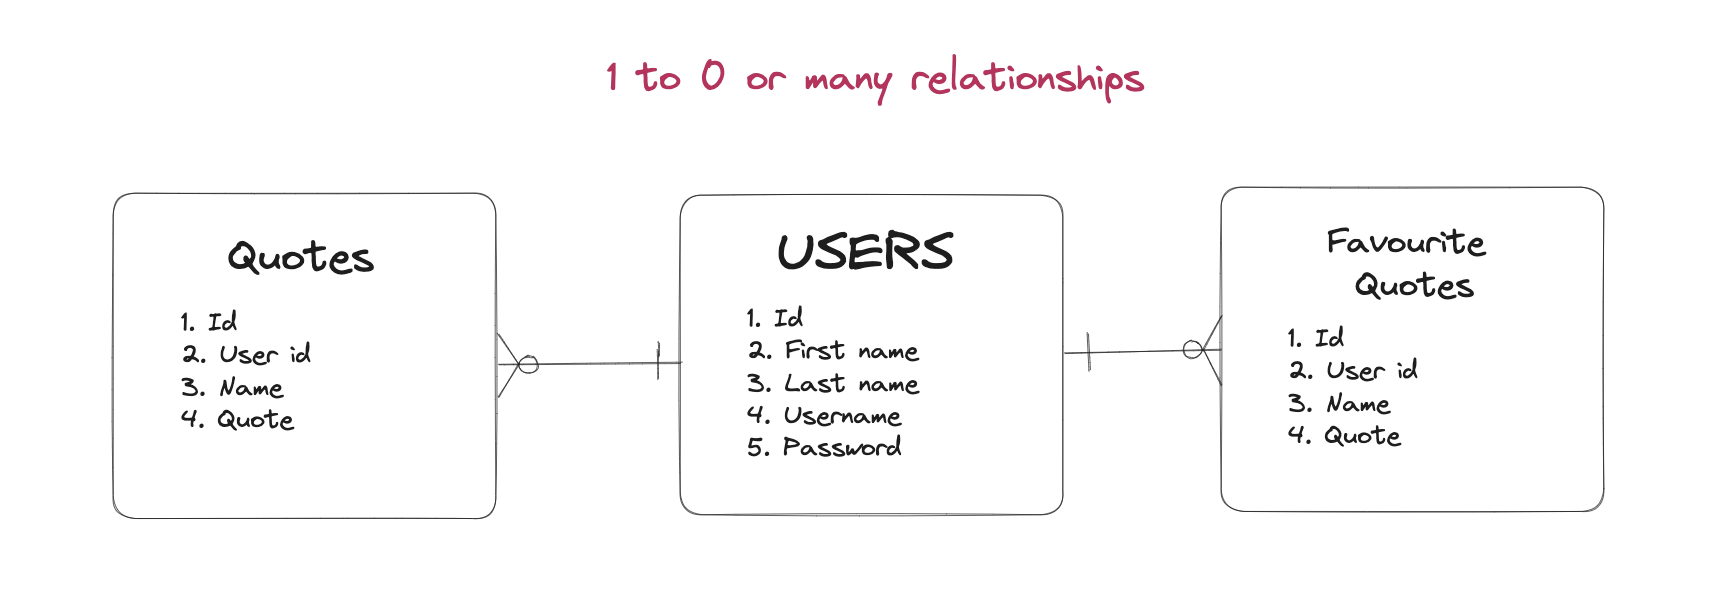 1 to 0 or many relationships
Quotes
1. Id
2. User id
3. Name
4. Quote
USERS
1. Id
2. First name
3. Last name
4. Username
5. Password
Favourite
Quotes
1. Id
2. User id
3. Name
4. Quote